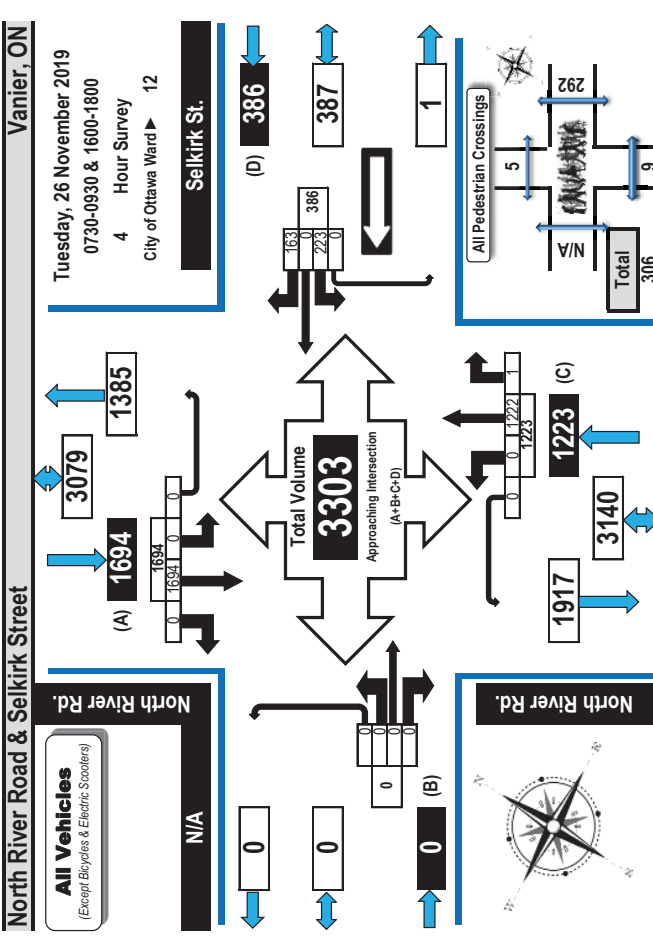 North River Road & Selkirk Street
Vanier, ON
All Vehicles
(Except Bicycles & Electric Scooters)
North River Rd.
N/A
Tuesday, 26 November 2019
0730-0930 & 1600-1800
4 Hour Survey
City of Ottawa Ward ► 12
Selkirk St.
(A)
1694
3079
1385
1694
0
1694
0
0
(D)
386
387
1
386
163
0
223
0
Total Volume
3303
Approaching Intersection
(A+B+C+D)
0
0
0
(B)
0
0
0
0
0
0
0
1222
1
1223
1223
(C)
1917
3140
North River Rd.
N
N
All Pedestrian Crossings
5
292
N/A
9
Total
306